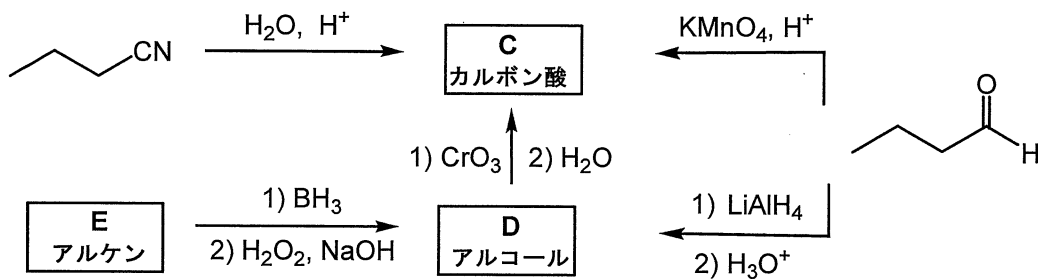 CN
H₂O, H⁺
C
カルボン酸
KMnO₄, H⁺
O
H
1) CrO₃
2) H₂O
E
アルケン
1) BH₃
2) H₂O₂, NaOH
D
アルコール
1) LiAlH₄
2) H₃O⁺